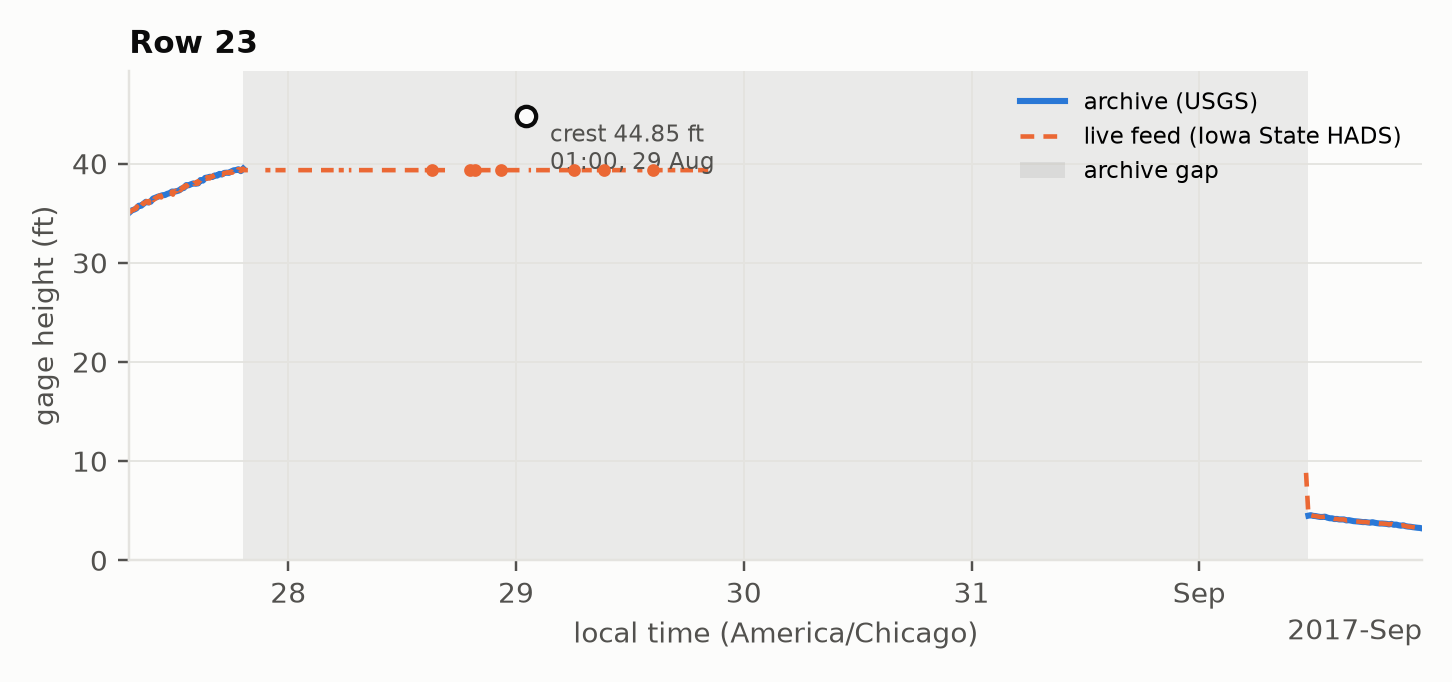 Row 23
archive (USGS)
live feed (Iowa State HADS)
archive gap
crest 44.85 ft
01:00, 29 Aug
gage height (ft)
40
30
20
10
0
28
29
30
31
Sep
local time (America/Chicago)
2017-Sep